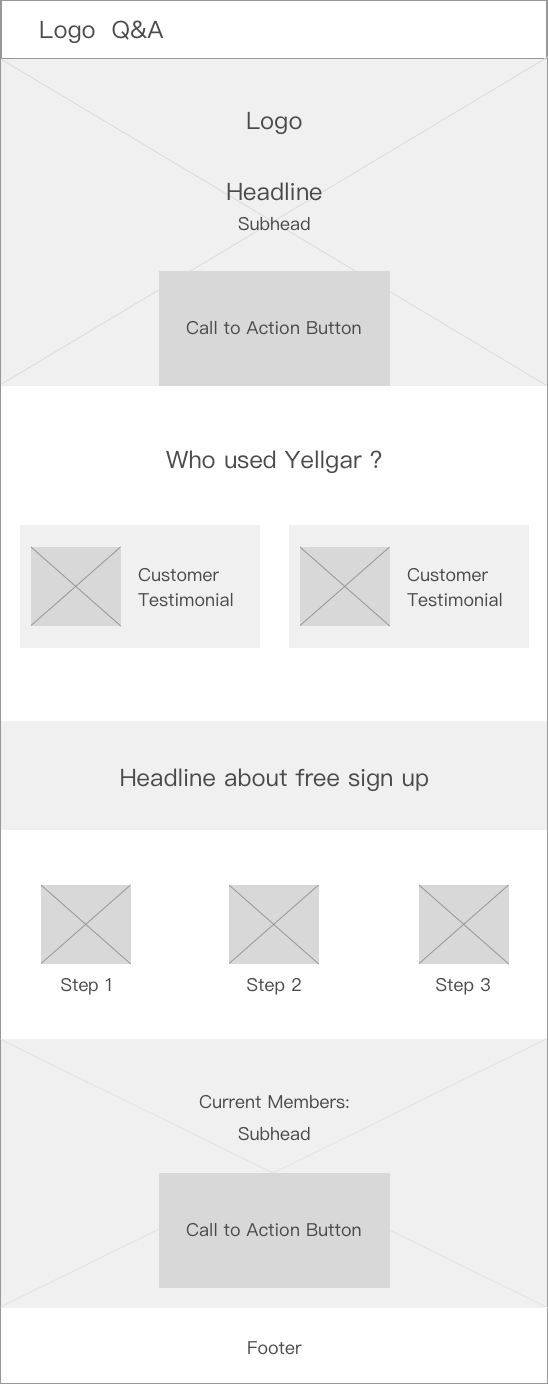 Logo Q&A
Logo
Headline
Subhead
Call to Action Button
Who used Yellgar ?
Customer
Testimonial
Customer
Testimonial
Headline about free sign up
Step 1
Step 2
Step 3
Current Members:
Subhead
Call to Action Button
Footer